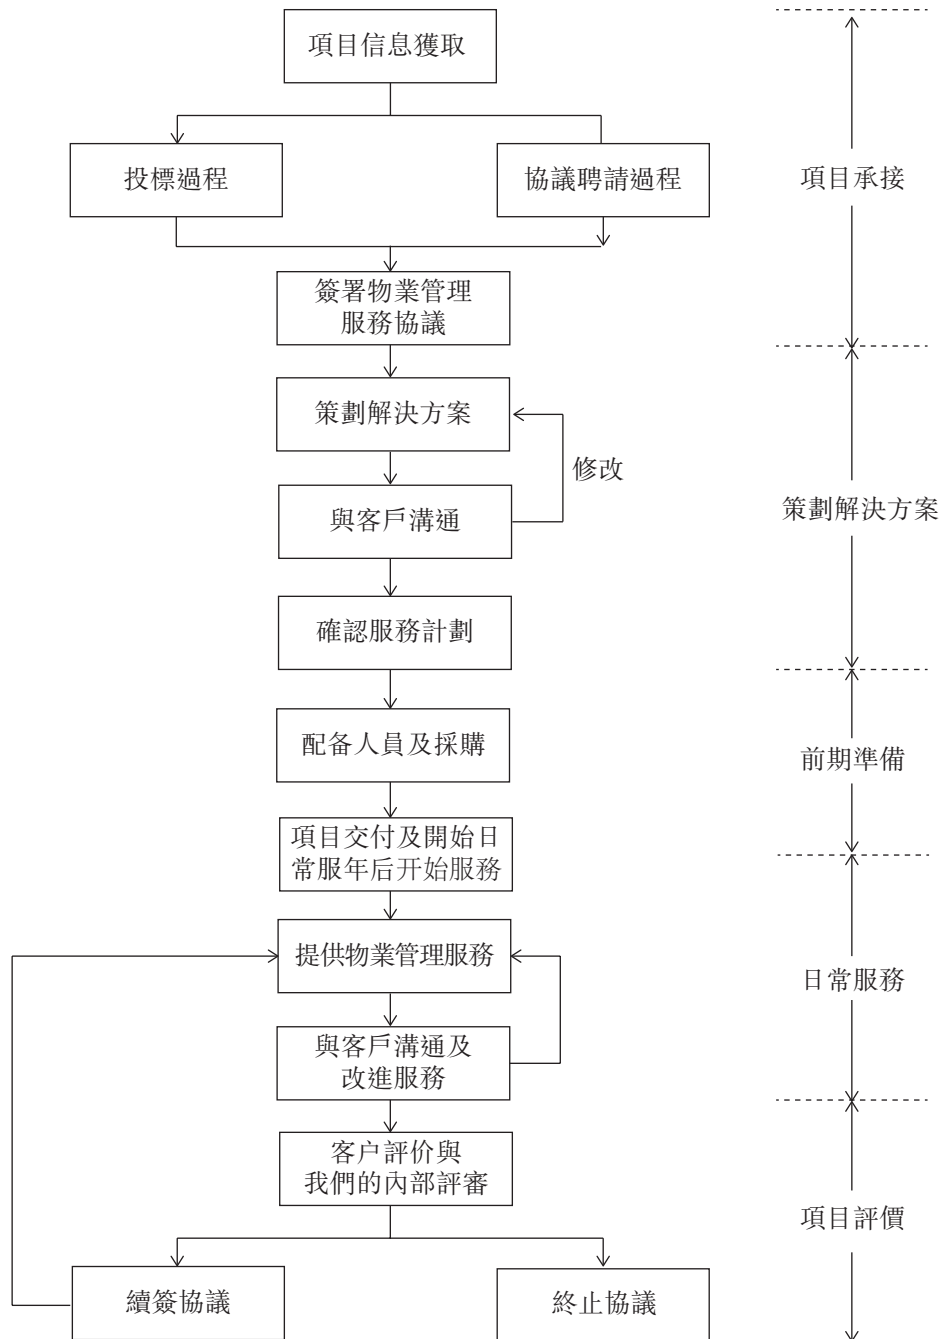 項目信息獲取
投標過程
協議聘請過程
項目承接
簽署物業管理
服務協議
策劃解決方案
修改
與客戶溝通
策劃解決方案
確認服務計劃
配备人員及採購
前期準備
項目交付及開始日
常服年后开始服務
提供物業管理服務
日常服務
與客戶溝通及
改進服務
客户評价與
我們的內部評審
項目評價
續簽協議
終止協議